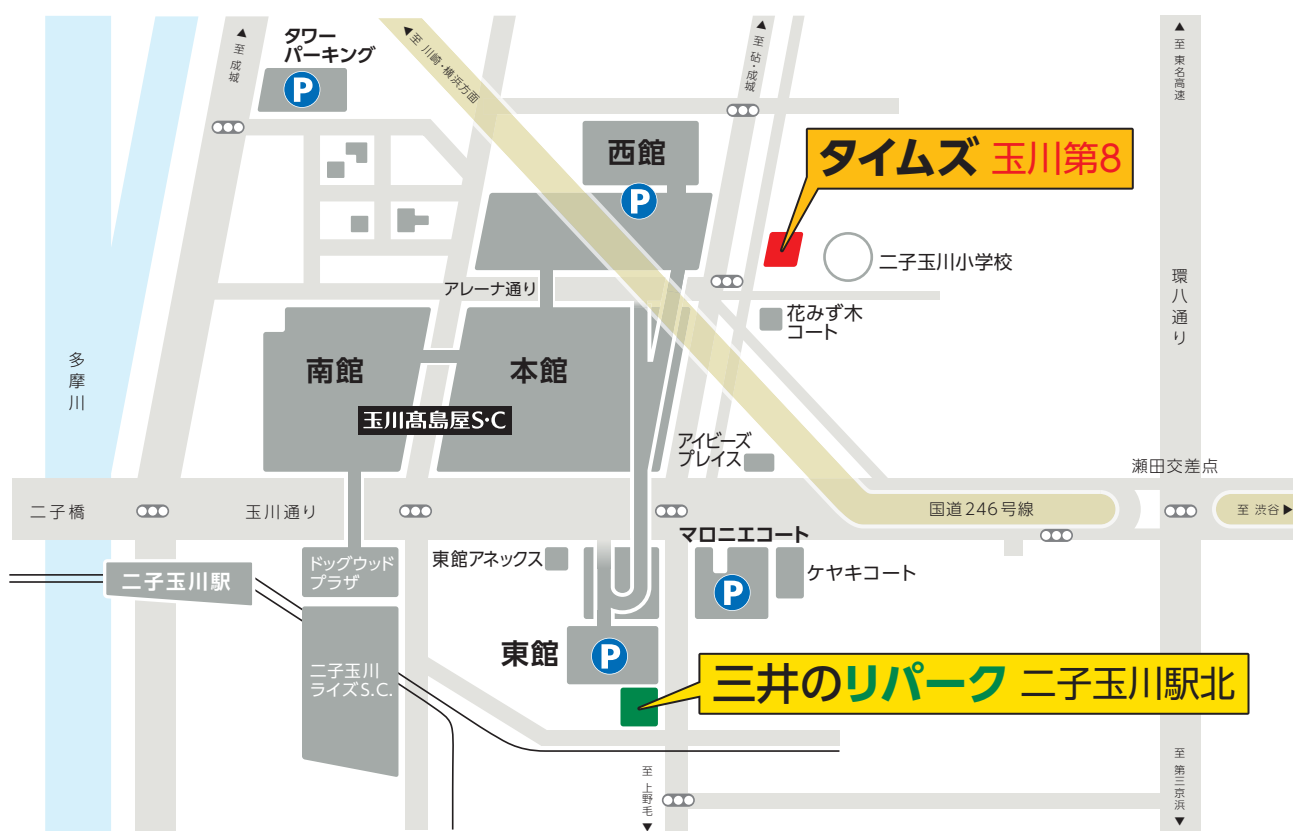 ▲至 成城
タワー
パーキング
P
▲至 川崎・横浜方面
▲至 砧・成城
▲至 東名高速
西館
P
タイムズ 玉川第8
二子玉川小学校
アレーナ通り
花みず木
コート
環八通り
多摩川
南館
本館
玉川髙島屋S·C
アイビーズ
プレイス
瀬田交差点
二子橋
玉川通り
国道246号線
至 渋谷▶
マロニエコート
東館アネックス
ドッグウッド
プラザ
ケヤキコート
二子玉川駅
P
東館
P
二子玉川
ライズS.C.
三井のリパーク 二子玉川駅北
至 上野毛▼
至 第三京浜▼